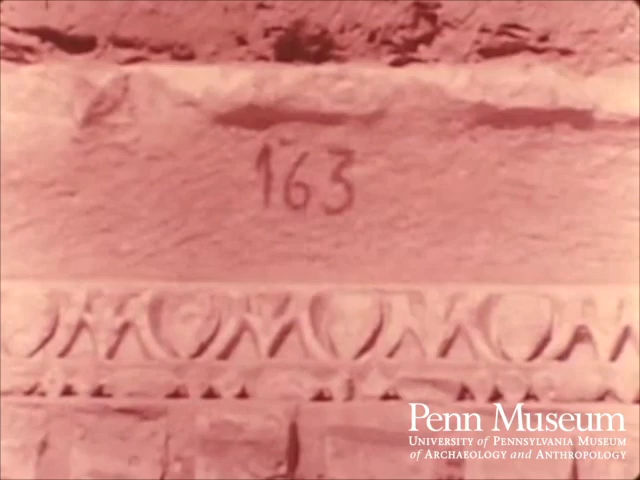 163
Penn Museum
University of Pennsylvania Museum
of Archaeology and Anthropology